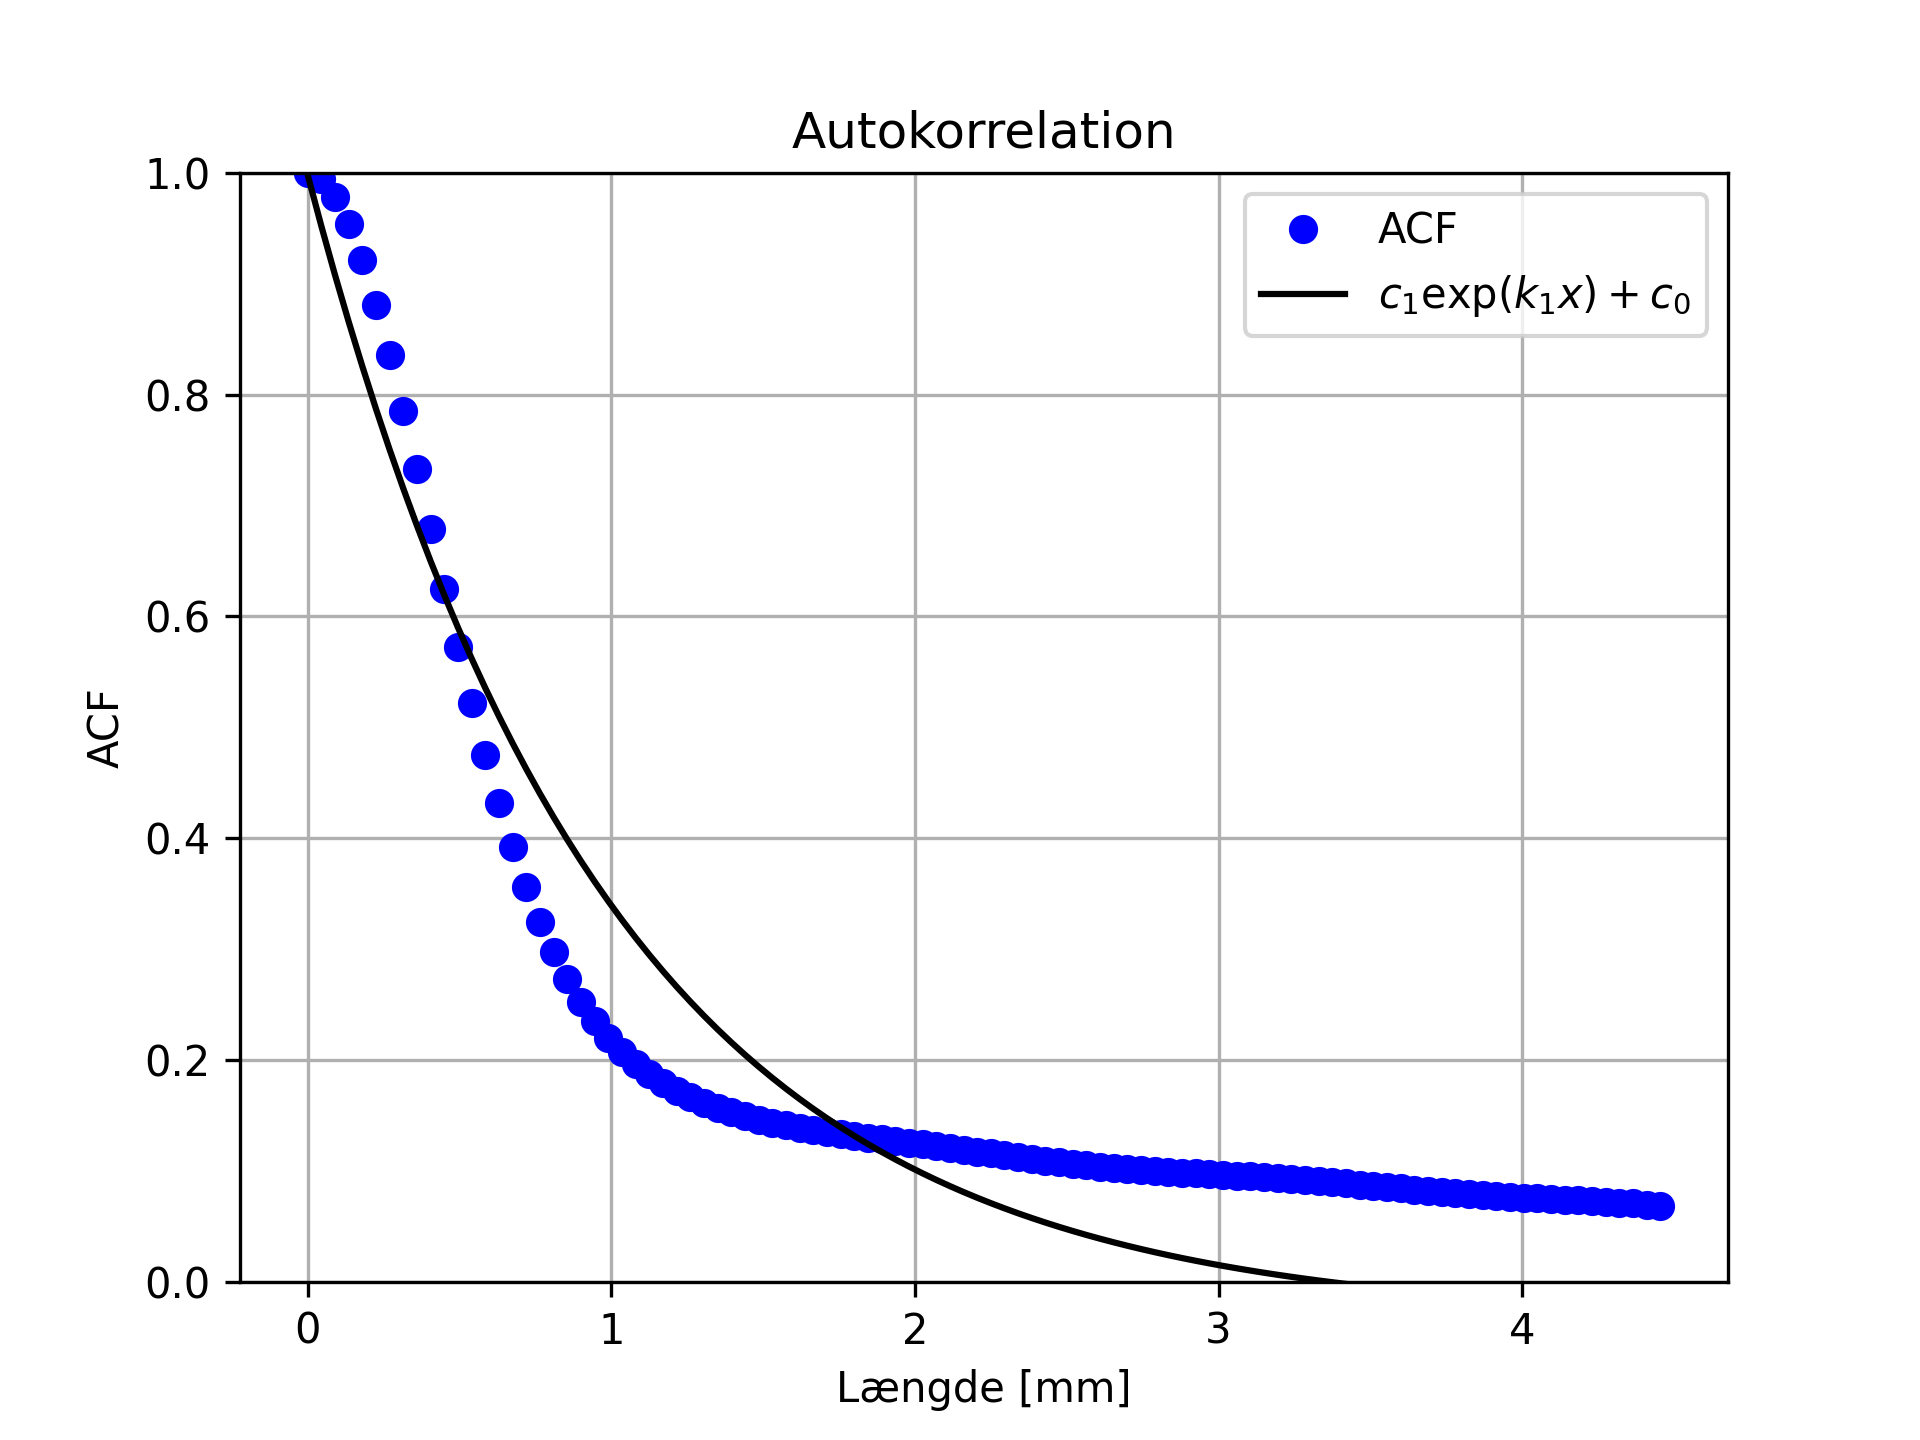 Autokorrelation
ACF
c₁exp(k₁x) + c₀
1.0
0.8
0.6
0.4
0.2
0.0
ACF
0 1 2 3 4
Længde [mm]